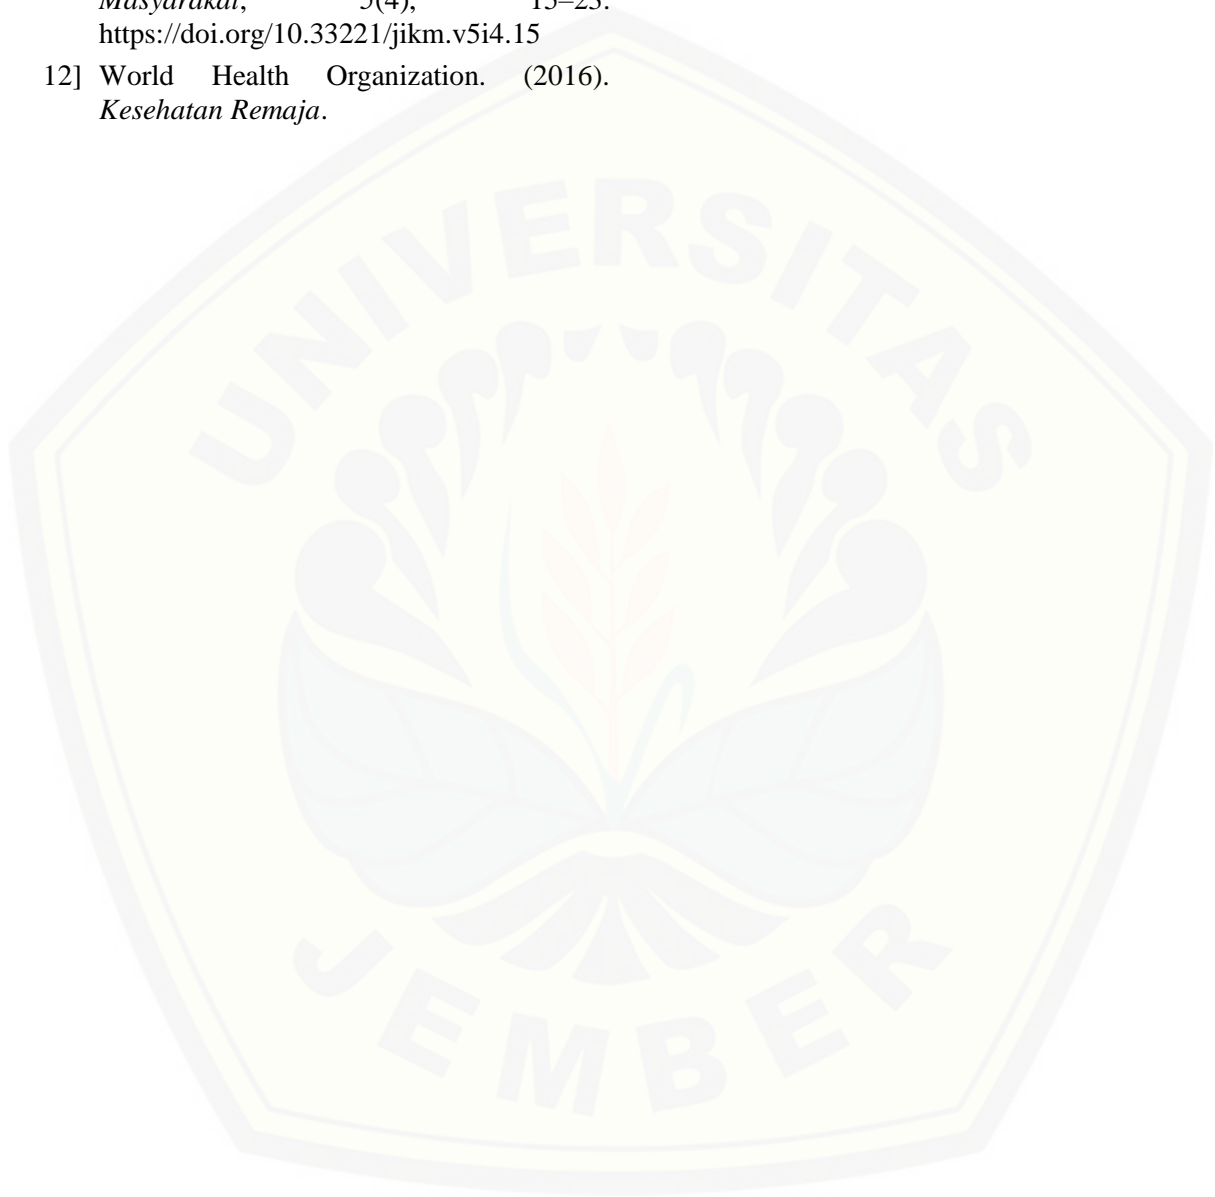 Masyarakat, 5(4), 15–23.
https://doi.org/10.33221/jikm.v5i4.15
12] World Health Organization. (2016).
Kesehatan Remaja.
UNIVERSITAS
JEMBER